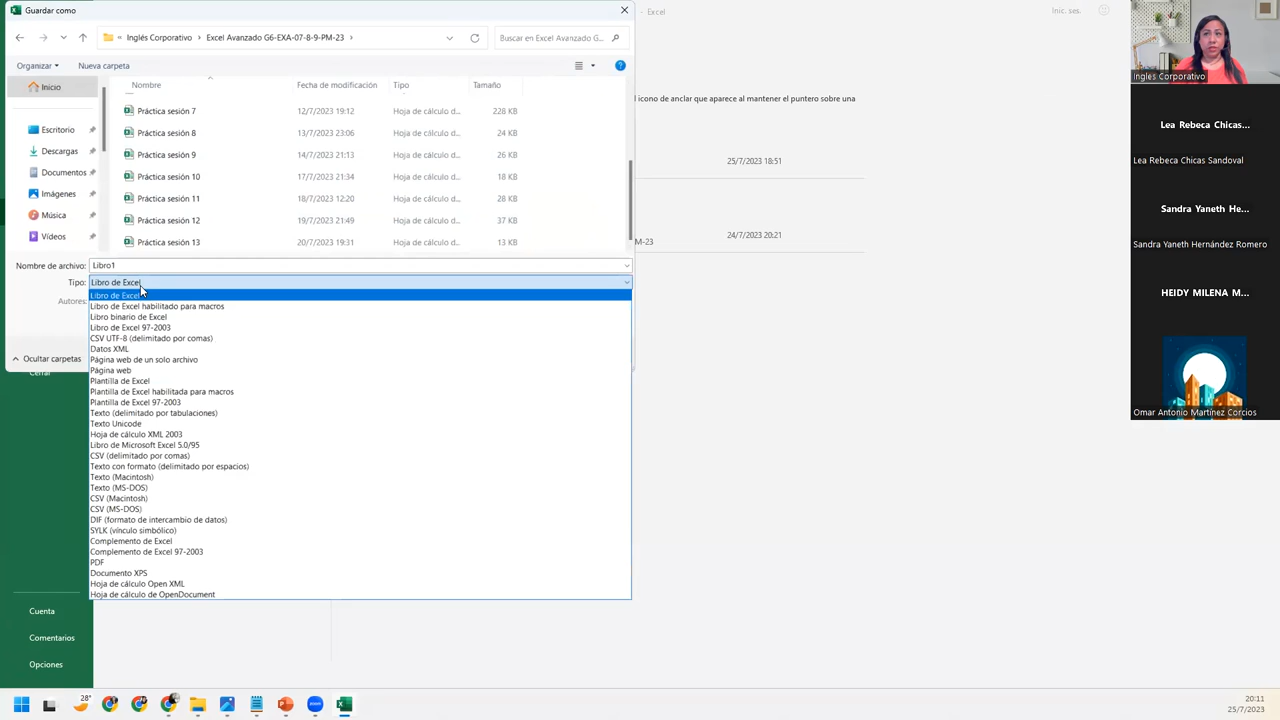 Guardar como
- Excel
Inic. ses.
Inglés Corporativo > Excel Avanzado G6-EXA-07-8-9-PM-23 >
Buscar en Excel Avanzado G...
Organizar
Nueva carpeta
Inicio
Escritorio
Descargas
Documentos
Imágenes
Música
Vídeos
Nombre
Fecha de modificación
Tipo
Tamaño
Práctica sesión 7 12/7/2023 19:12 Hoja de cálculo d... 228 KB
Práctica sesión 8 13/7/2023 23:06 Hoja de cálculo d... 24 KB
Práctica sesión 9 14/7/2023 21:13 Hoja de cálculo d... 26 KB
Práctica sesión 10 17/7/2023 21:34 Hoja de cálculo d... 18 KB
Práctica sesión 11 18/7/2023 12:20 Hoja de cálculo d... 28 KB
Práctica sesión 12 19/7/2023 21:49 Hoja de cálculo d... 37 KB
Práctica sesión 13 20/7/2023 19:31 Hoja de cálculo d... 13 KB
Nombre de archivo: Libro1
Tipo: Libro de Excel
Autores:
Libro de Excel
Libro de Excel habilitado para macros
Libro binario de Excel
Libro de Excel 97-2003
CSV UTF-8 (delimitado por comas)
Datos XML
Página web de un solo archivo
Página web
Plantilla de Excel
Plantilla de Excel habilitada para macros
Plantilla de Excel 97-2003
Texto (delimitado por tabulaciones)
Texto Unicode
Hoja de cálculo XML 2003
Libro de Microsoft Excel 5.0/95
CSV (delimitado por comas)
Texto con formato (delimitado por espacios)
Texto (Macintosh)
Texto (MS-DOS)
CSV (Macintosh)
CSV (MS-DOS)
DIF (formato de intercambio de datos)
SYLK (vínculo simbólico)
Complemento de Excel
Complemento de Excel 97-2003
PDF
Documento XPS
Hoja de cálculo Open XML
Hoja de cálculo de OpenDocument
Ocultar carpetas
Cerrar
Cuenta
Comentarios
Opciones
l icono de anclar que aparece al mantener el puntero sobre una
25/7/2023 18:51
24/7/2023 20:21
M-23
Ingles Corporativo
Lea Rebeca Chicas...
Lea Rebeca Chicas Sandoval
Sandra Yaneth He...
Sandra Yaneth Hernández Romero
HEIDY MILENA M...
Omar Antonio Martínez Corcios
28°
zoom
20:11
25/7/2023